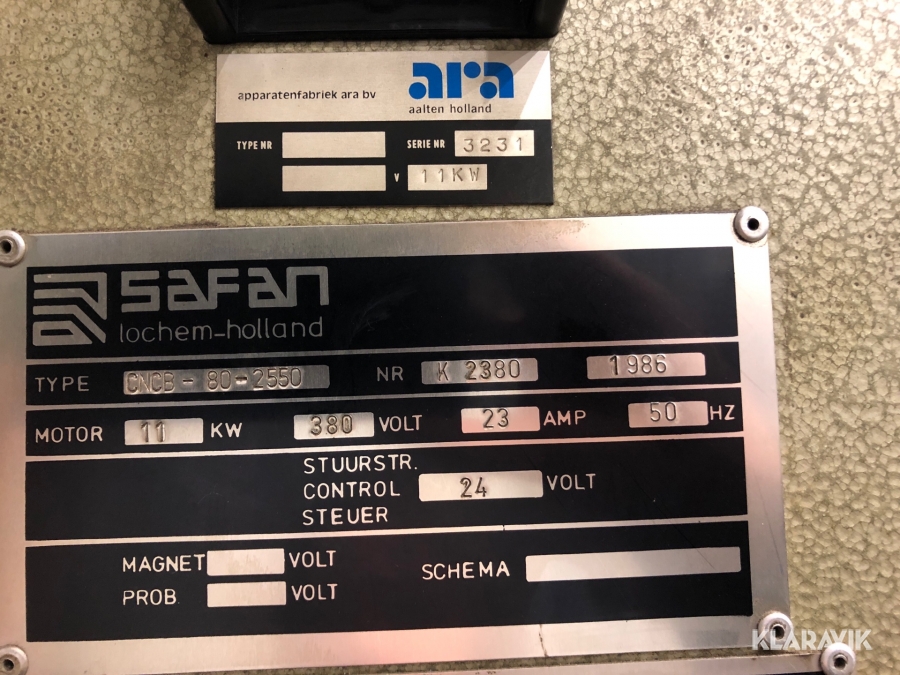 apparatenfabriek ara bv
ara
aalten holland
TYPE NR SERIE NR 3231
V 11KW
SAFAN
lochem-holland
TYPE CNCB-80-2550 NR K 2380 1986
MOTOR 11 KW 380 VOLT 23 AMP 50 HZ
STUURSTR.
CONTROL 24 VOLT
STEUER
MAGNET VOLT
PROB. VOLT
SCHEMA
KLARAVIK